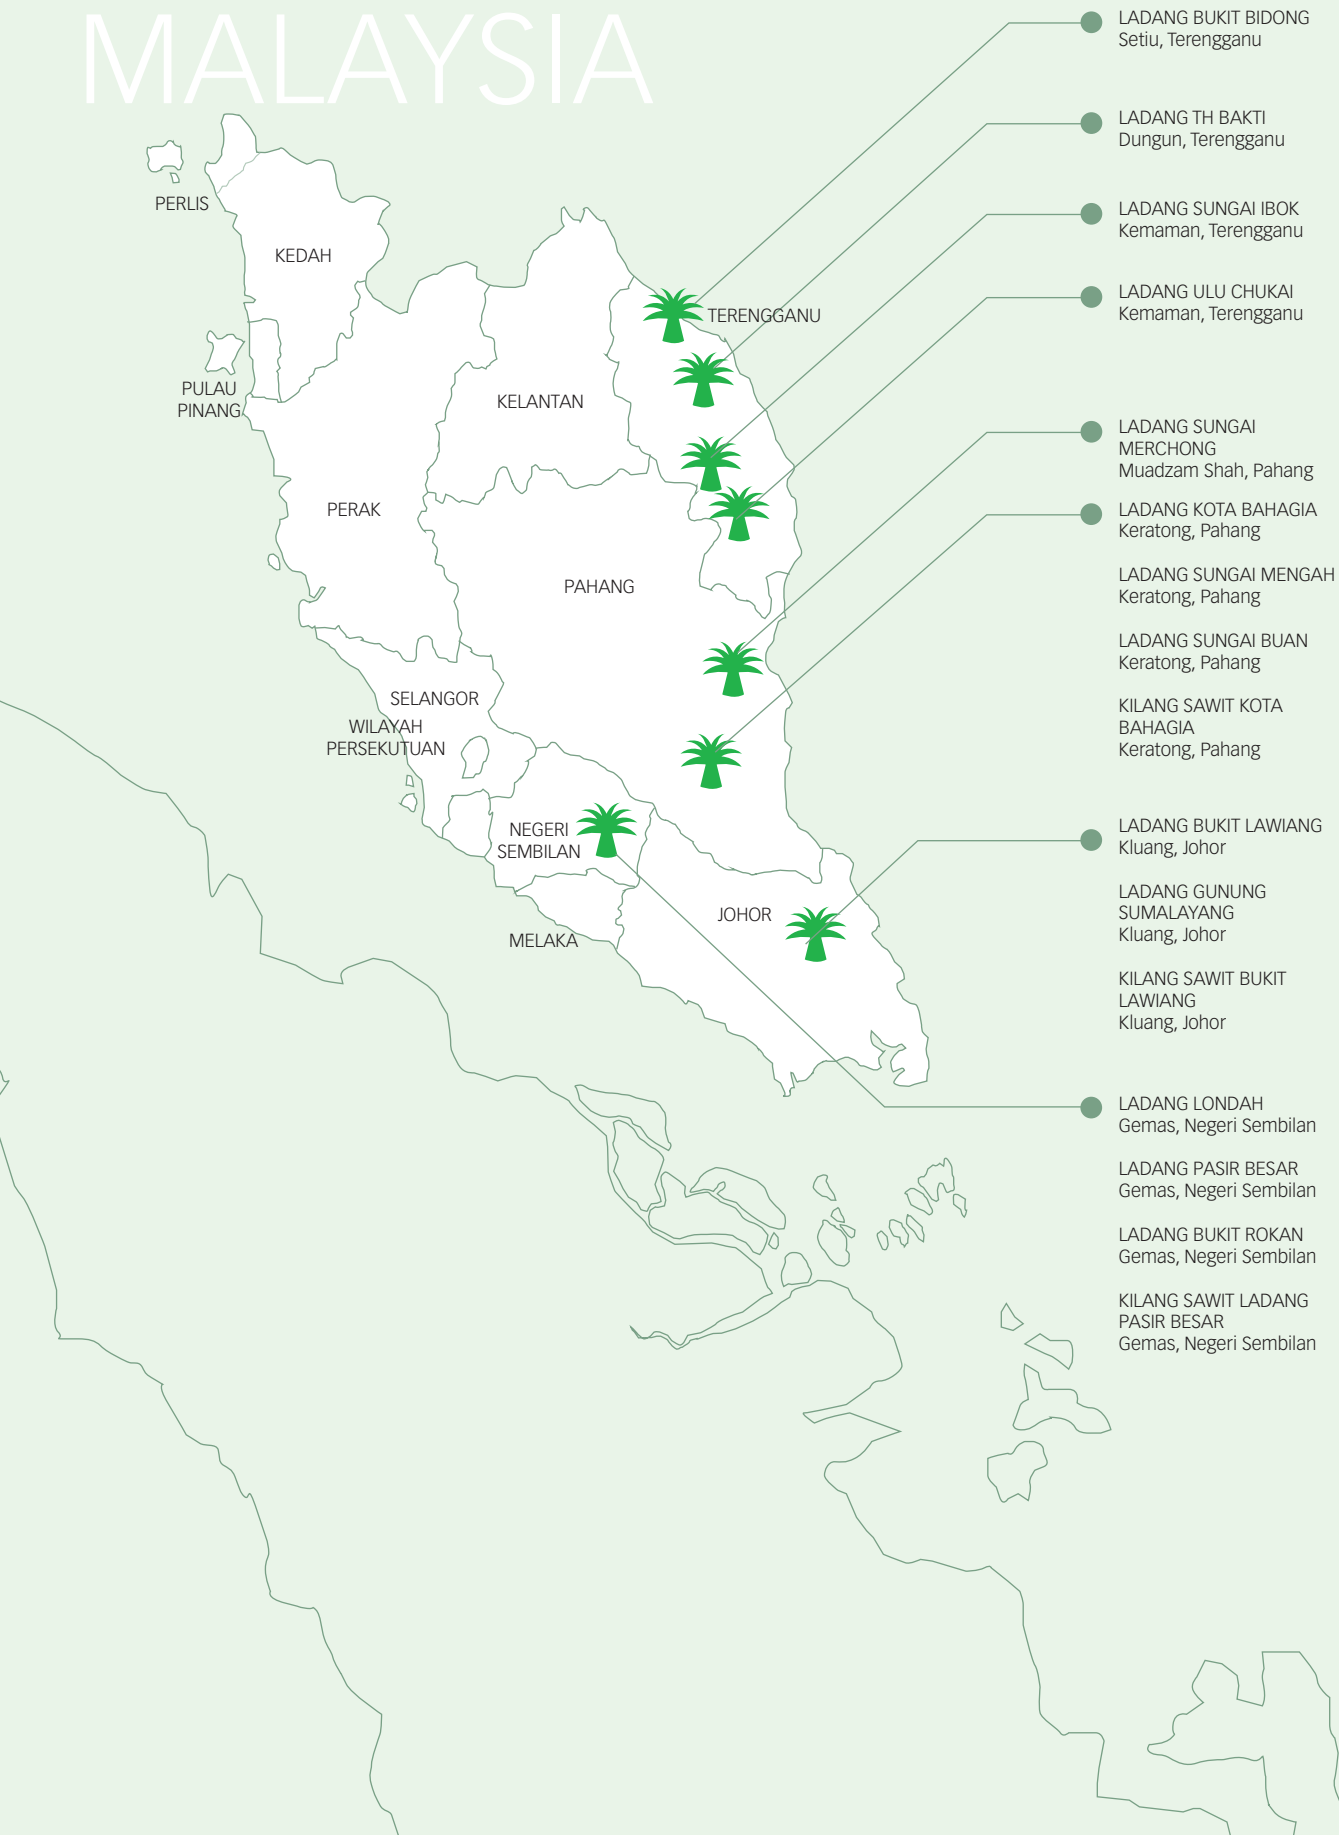 MALAYSIA
PERLIS
KEDAH
PULAU
PINANG
PERAK
KELANTAN
TERENGGANU
PAHANG
SELANGOR
WILAYAH
PERSEKUTUAN
NEGERI
SEMBILAN
MELAKA
JOHOR
LADANG BUKIT BIDONG
Setiu, Terengganu
LADANG TH BAKTI
Dungun, Terengganu
LADANG SUNGAI IBOK
Kemaman, Terengganu
LADANG ULU CHUKAI
Kemaman, Terengganu
LADANG SUNGAI
MERCHONG
Muadzam Shah, Pahang
LADANG KOTA BAHAGIA
Keratong, Pahang
LADANG SUNGAI MENGAH
Keratong, Pahang
LADANG SUNGAI BUAN
Keratong, Pahang
KILANG SAWIT KOTA
BAHAGIA
Keratong, Pahang
LADANG BUKIT LAWIANG
Kluang, Johor
LADANG GUNUNG
SUMALAYANG
Kluang, Johor
KILANG SAWIT BUKIT
LAWIANG
Kluang, Johor
LADANG LONDAH
Gemas, Negeri Sembilan
LADANG PASIR BESAR
Gemas, Negeri Sembilan
LADANG BUKIT ROKAN
Gemas, Negeri Sembilan
KILANG SAWIT LADANG
PASIR BESAR
Gemas, Negeri Sembilan